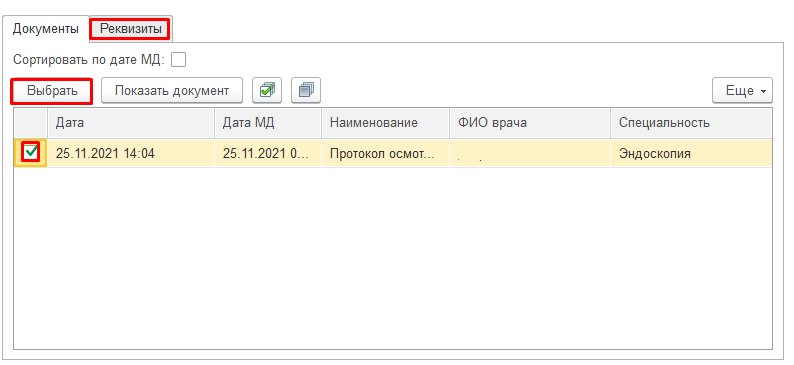 Документы Реквизиты
Сортировать по дате МД:
Выбрать Показать документ Еще
Дата Дата МД Наименование ФИО врача Специальность
25.11.2021 14:04 25.11.2021 0... Протокол осмот... Эндоскопия